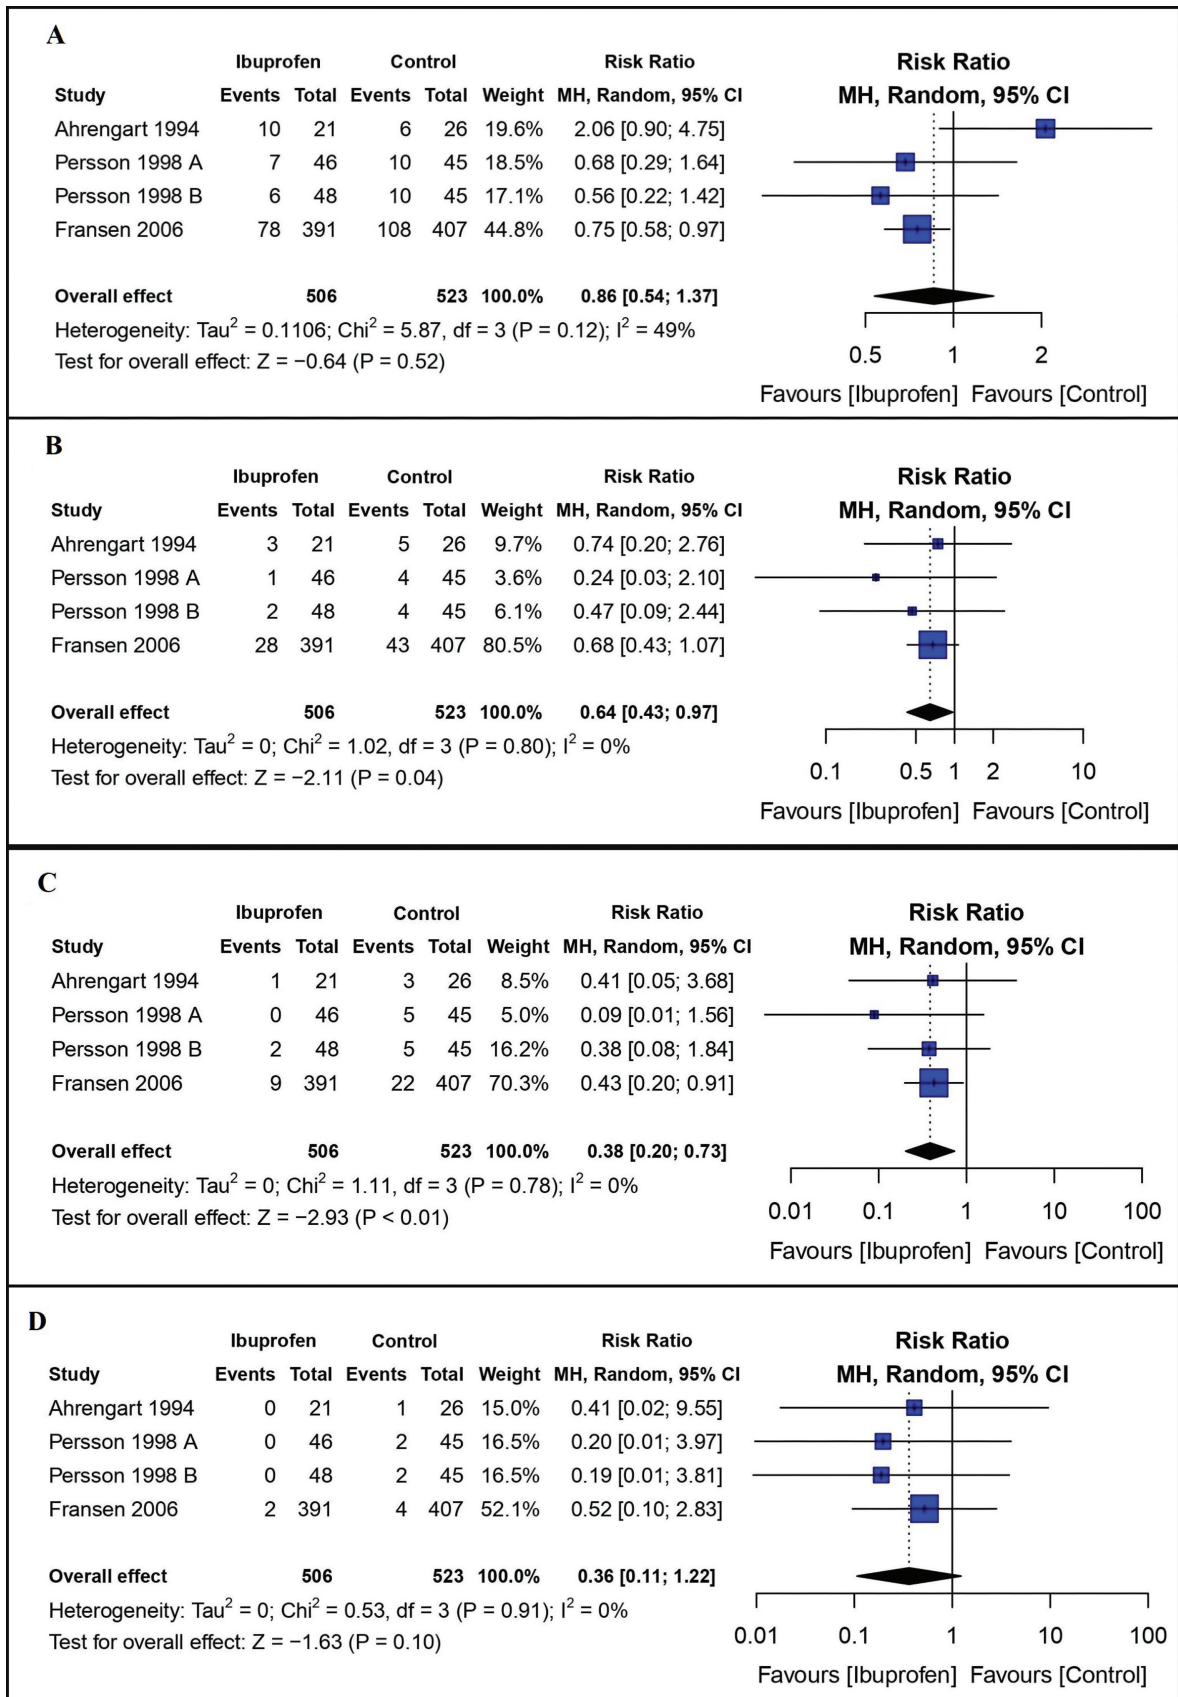 A
Ibuprofen Control Risk Ratio Risk Ratio
Study Events Total Events Total Weight MH, Random, 95% CI MH, Random, 95% CI
Ahrengart 1994 10 21 6 26 19.6% 2.06 [0.90; 4.75]
Persson 1998 A 7 46 10 45 18.5% 0.68 [0.29; 1.64]
Persson 1998 B 6 48 10 45 17.1% 0.56 [0.22; 1.42]
Fransen 2006 78 391 108 407 44.8% 0.75 [0.58; 0.97]
Overall effect 506 523 100.0% 0.86 [0.54; 1.37]
Heterogeneity: Tau² = 0.1106; Chi² = 5.87, df = 3 (P = 0.12); I² = 49%
Test for overall effect: Z = −0.64 (P = 0.52)
0.5 1 2
Favours [Ibuprofen] Favours [Control]
B
Ibuprofen Control Risk Ratio Risk Ratio
Study Events Total Events Total Weight MH, Random, 95% CI MH, Random, 95% CI
Ahrengart 1994 3 21 5 26 9.7% 0.74 [0.20; 2.76]
Persson 1998 A 1 46 4 45 3.6% 0.24 [0.03; 2.10]
Persson 1998 B 2 48 4 45 6.1% 0.47 [0.09; 2.44]
Fransen 2006 28 391 43 407 80.5% 0.68 [0.43; 1.07]
Overall effect 506 523 100.0% 0.64 [0.43; 0.97]
Heterogeneity: Tau² = 0; Chi² = 1.02, df = 3 (P = 0.80); I² = 0%
Test for overall effect: Z = −2.11 (P = 0.04)
0.1 0.5 1 2 10
Favours [Ibuprofen] Favours [Control]
C
Ibuprofen Control Risk Ratio Risk Ratio
Study Events Total Events Total Weight MH, Random, 95% CI MH, Random, 95% CI
Ahrengart 1994 1 21 3 26 8.5% 0.41 [0.05; 3.68]
Persson 1998 A 0 46 5 45 5.0% 0.09 [0.01; 1.56]
Persson 1998 B 2 48 5 45 16.2% 0.38 [0.08; 1.84]
Fransen 2006 9 391 22 407 70.3% 0.43 [0.20; 0.91]
Overall effect 506 523 100.0% 0.38 [0.20; 0.73]
Heterogeneity: Tau² = 0; Chi² = 1.11, df = 3 (P = 0.78); I² = 0%
Test for overall effect: Z = −2.93 (P < 0.01)
0.01 0.1 1 10 100
Favours [Ibuprofen] Favours [Control]
D
Ibuprofen Control Risk Ratio Risk Ratio
Study Events Total Events Total Weight MH, Random, 95% CI MH, Random, 95% CI
Ahrengart 1994 0 21 1 26 15.0% 0.41 [0.02; 9.55]
Persson 1998 A 0 46 2 45 16.5% 0.20 [0.01; 3.97]
Persson 1998 B 0 48 2 45 16.5% 0.19 [0.01; 3.81]
Fransen 2006 2 391 4 407 52.1% 0.52 [0.10; 2.83]
Overall effect 506 523 100.0% 0.36 [0.11; 1.22]
Heterogeneity: Tau² = 0; Chi² = 0.53, df = 3 (P = 0.91); I² = 0%
Test for overall effect: Z = −1.63 (P = 0.10)
0.01 0.1 1 10 100
Favours [Ibuprofen] Favours [Control]